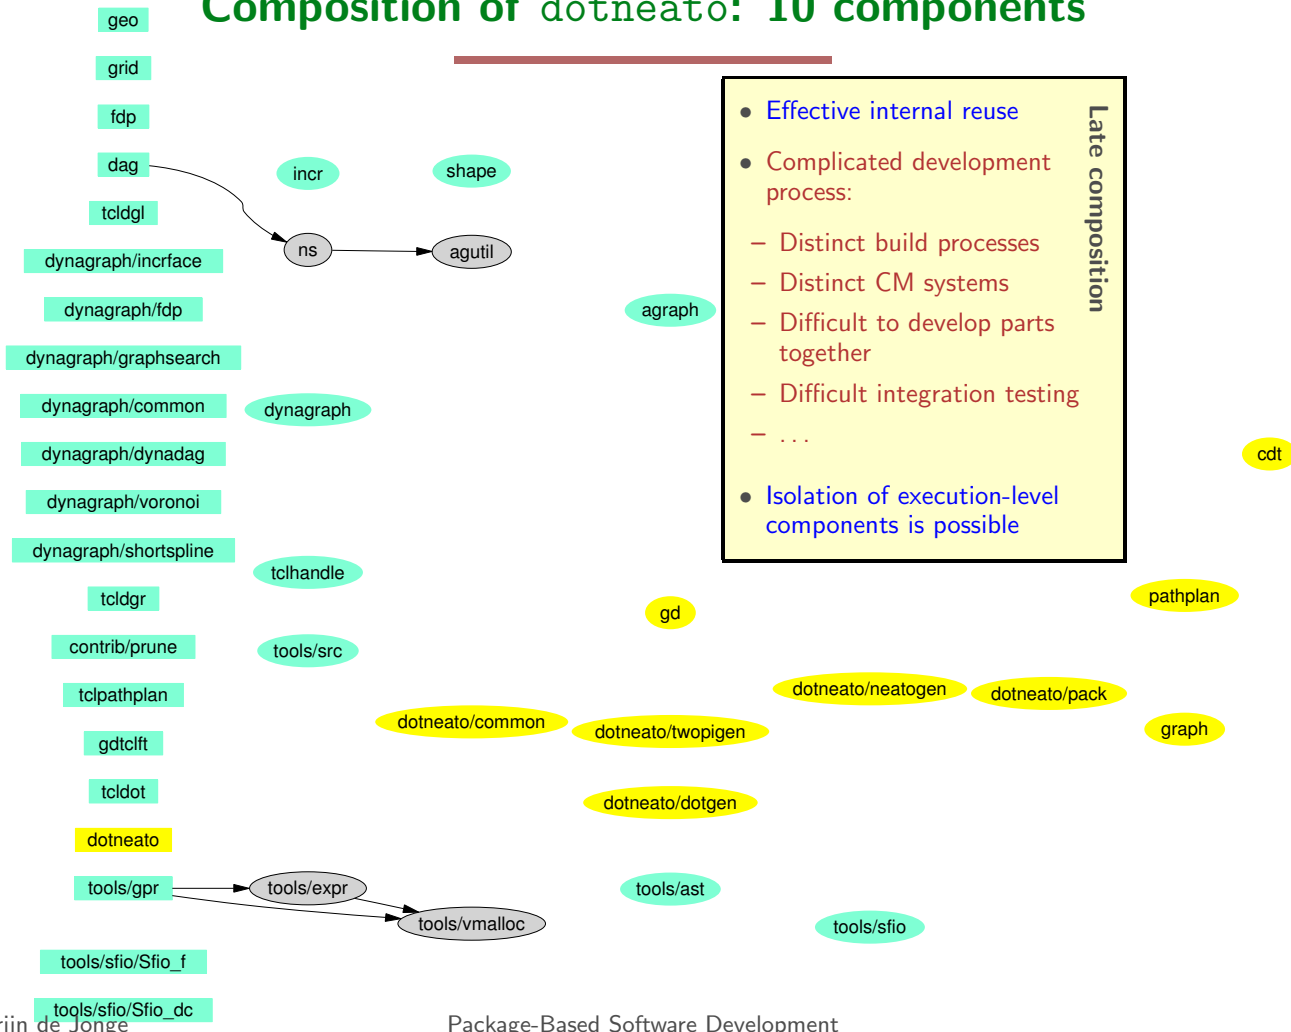 Composition of dotneato: 10 components
geo
grid
fdp
dag
tcldgl
dynagraph/incrface
dynagraph/fdp
dynagraph/graphsearch
dynagraph/common
dynagraph/dynadag
dynagraph/voronoi
dynagraph/shortspline
tcldgr
contrib/prune
tclpathplan
gdtclft
tcldot
dotneato
tools/gpr
tools/sfio/Sfio_f
tools/sfio/Sfio_dc
incr
ns
dynagraph
tclhandle
tools/src
tools/expr
shape
agutil
dotneato/common
tools/vmalloc
agraph
gd
dotneato/twopigen
dotneato/dotgen
tools/ast
dotneato/neatogen
tools/sfio
dotneato/pack
cdt
pathplan
graph
• Effective internal reuse
• Complicated development
process:
– Distinct build processes
– Distinct CM systems
– Difficult to develop parts
together
– Difficult integration testing
– . . .
• Isolation of execution-level
components is possible
Late composition
rijn de Jonge
Package-Based Software Development